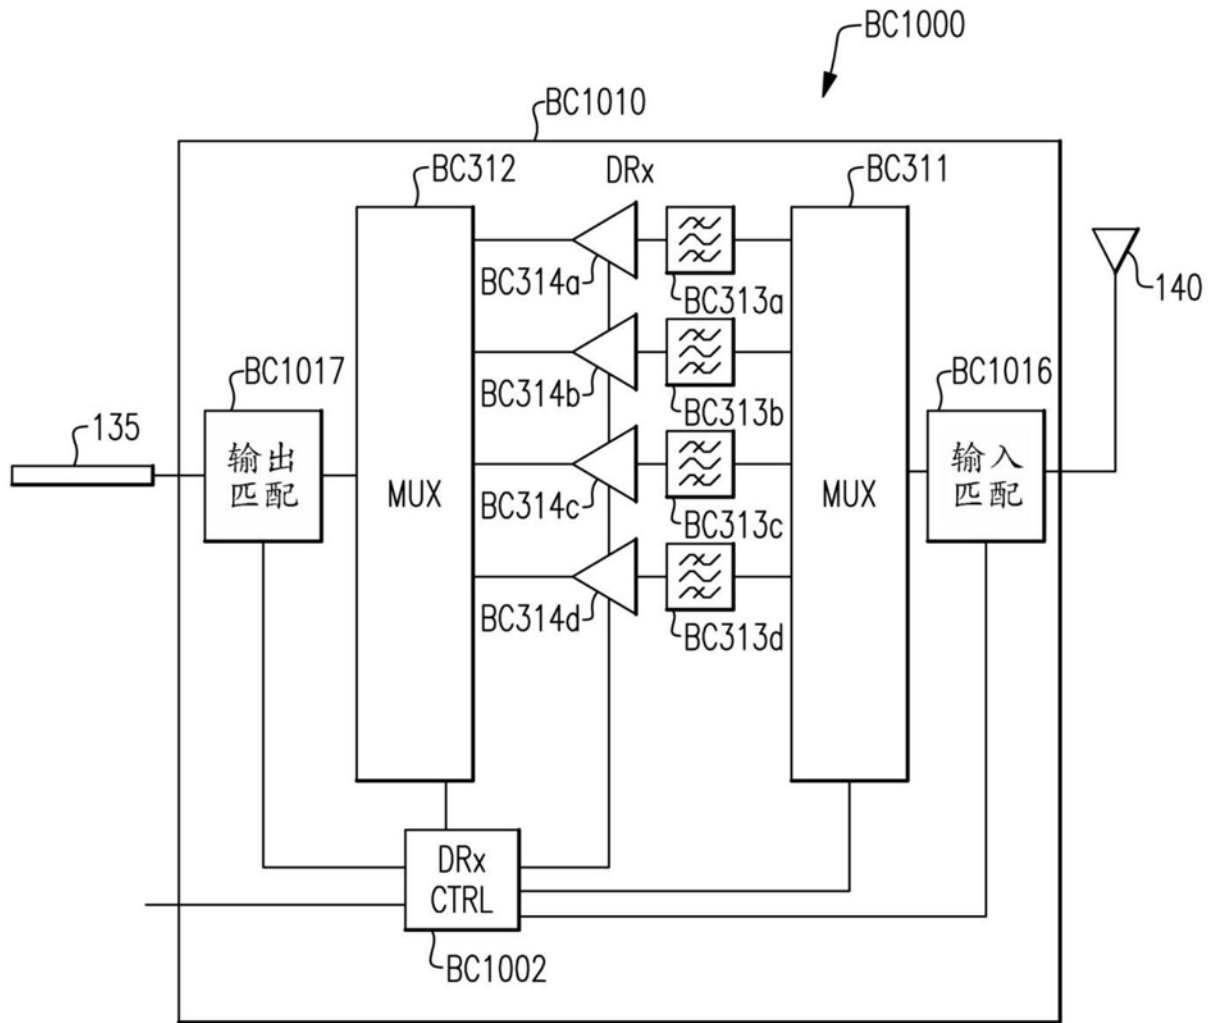 BC1000
BC1010
BC312
DRx
BC311
BC314a
BC313a
140
BC1017
BC314b
BC313b
BC1016
135
输出
匹配
MUX
BC314c
BC313c
MUX
输入
匹配
BC314d
BC313d
DRx
CTRL
BC1002